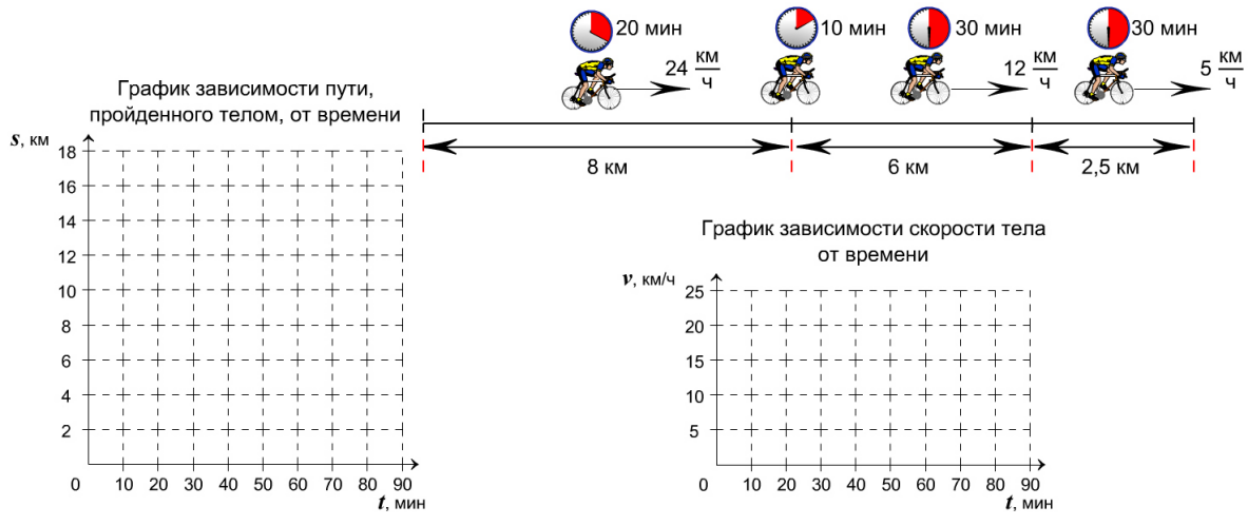 20 мин
10 мин
30 мин
30 мин
24 км/ч
12 км/ч
5 км/ч
8 км
6 км
2,5 км
График зависимости пути,
пройденного телом, от времени
s, км
18
16
14
12
10
8
6
4
2
0 10 20 30 40 50 60 70 80 90
t, мин
График зависимости скорости тела
от времени
v, км/ч
25
20
15
10
5
0 10 20 30 40 50 60 70 80 90
t, мин